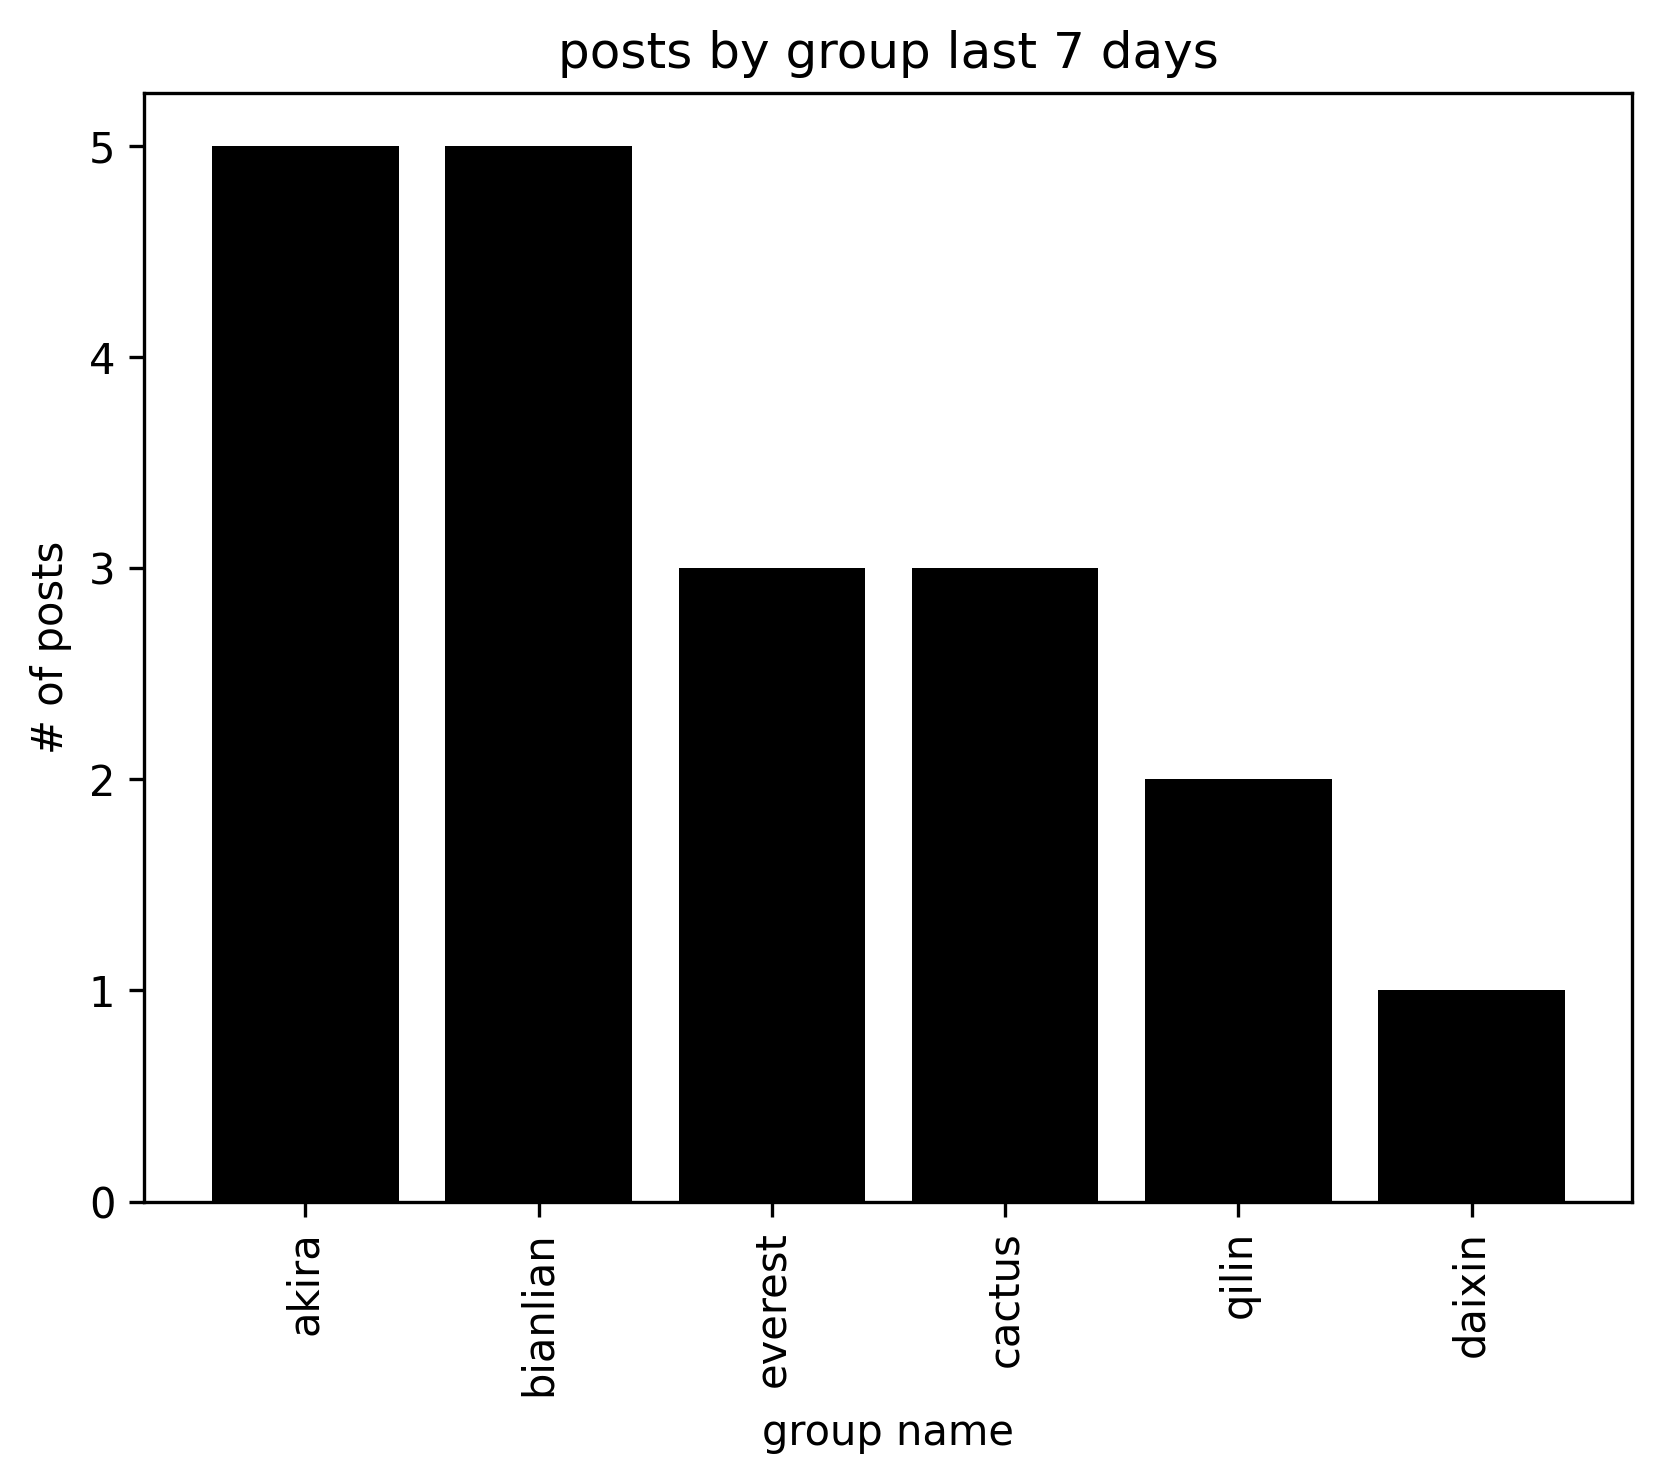 posts by group last 7 days
# of posts
5
4
3
2
1
0
akira
bianlian
everest
cactus
qilin
daixin
group name